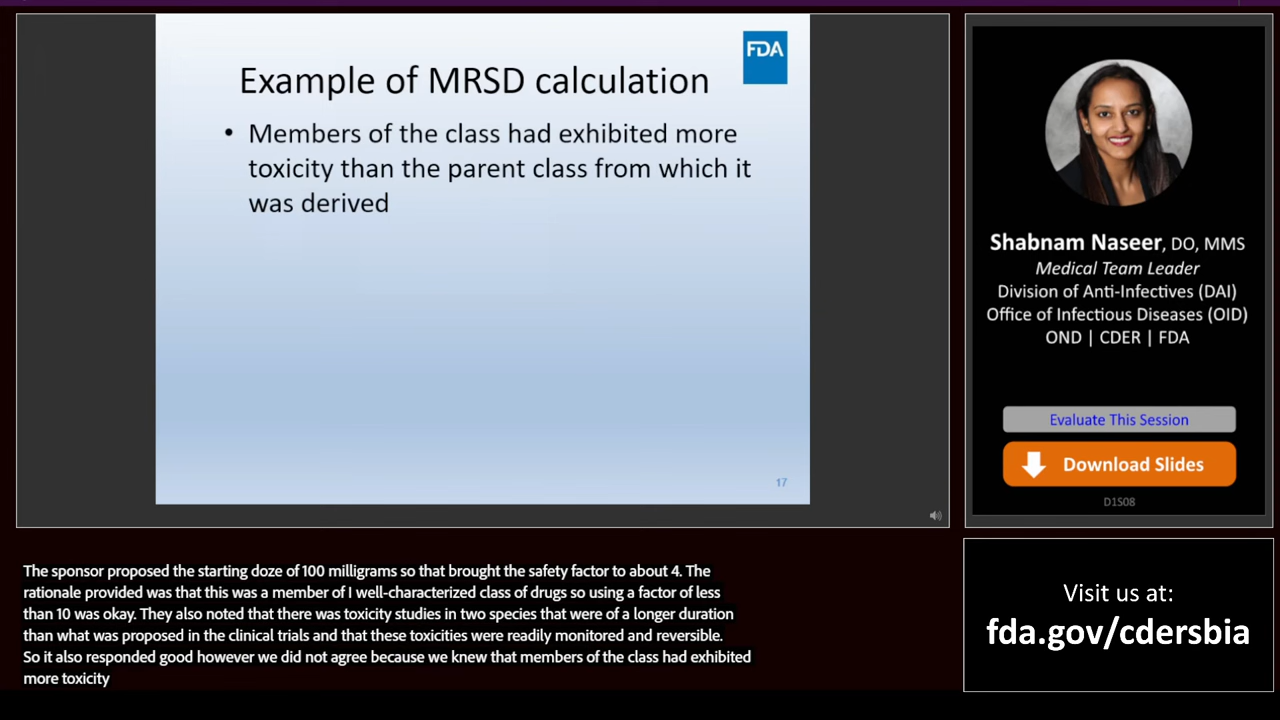 FDA
Example of MRSD calculation
• Members of the class had exhibited more
toxicity than the parent class from which it
was derived
17
Shabnam Naseer, DO, MMS
Medical Team Leader
Division of Anti-Infectives (DAI)
Office of Infectious Diseases (OID)
OND | CDER | FDA
Evaluate This Session
Download Slides
D1S08
The sponsor proposed the starting doze of 100 milligrams so that brought the safety factor to about 4. The
rationale provided was that this was a member of I well-characterized class of drugs so using a factor of less
than 10 was okay. They also noted that there was toxicity studies in two species that were of a longer duration
than what was proposed in the clinical trials and that these toxicities were readily monitored and reversible.
So it also responded good however we did not agree because we knew that members of the class had exhibited
more toxicity
Visit us at:
fda.gov/cdersbia